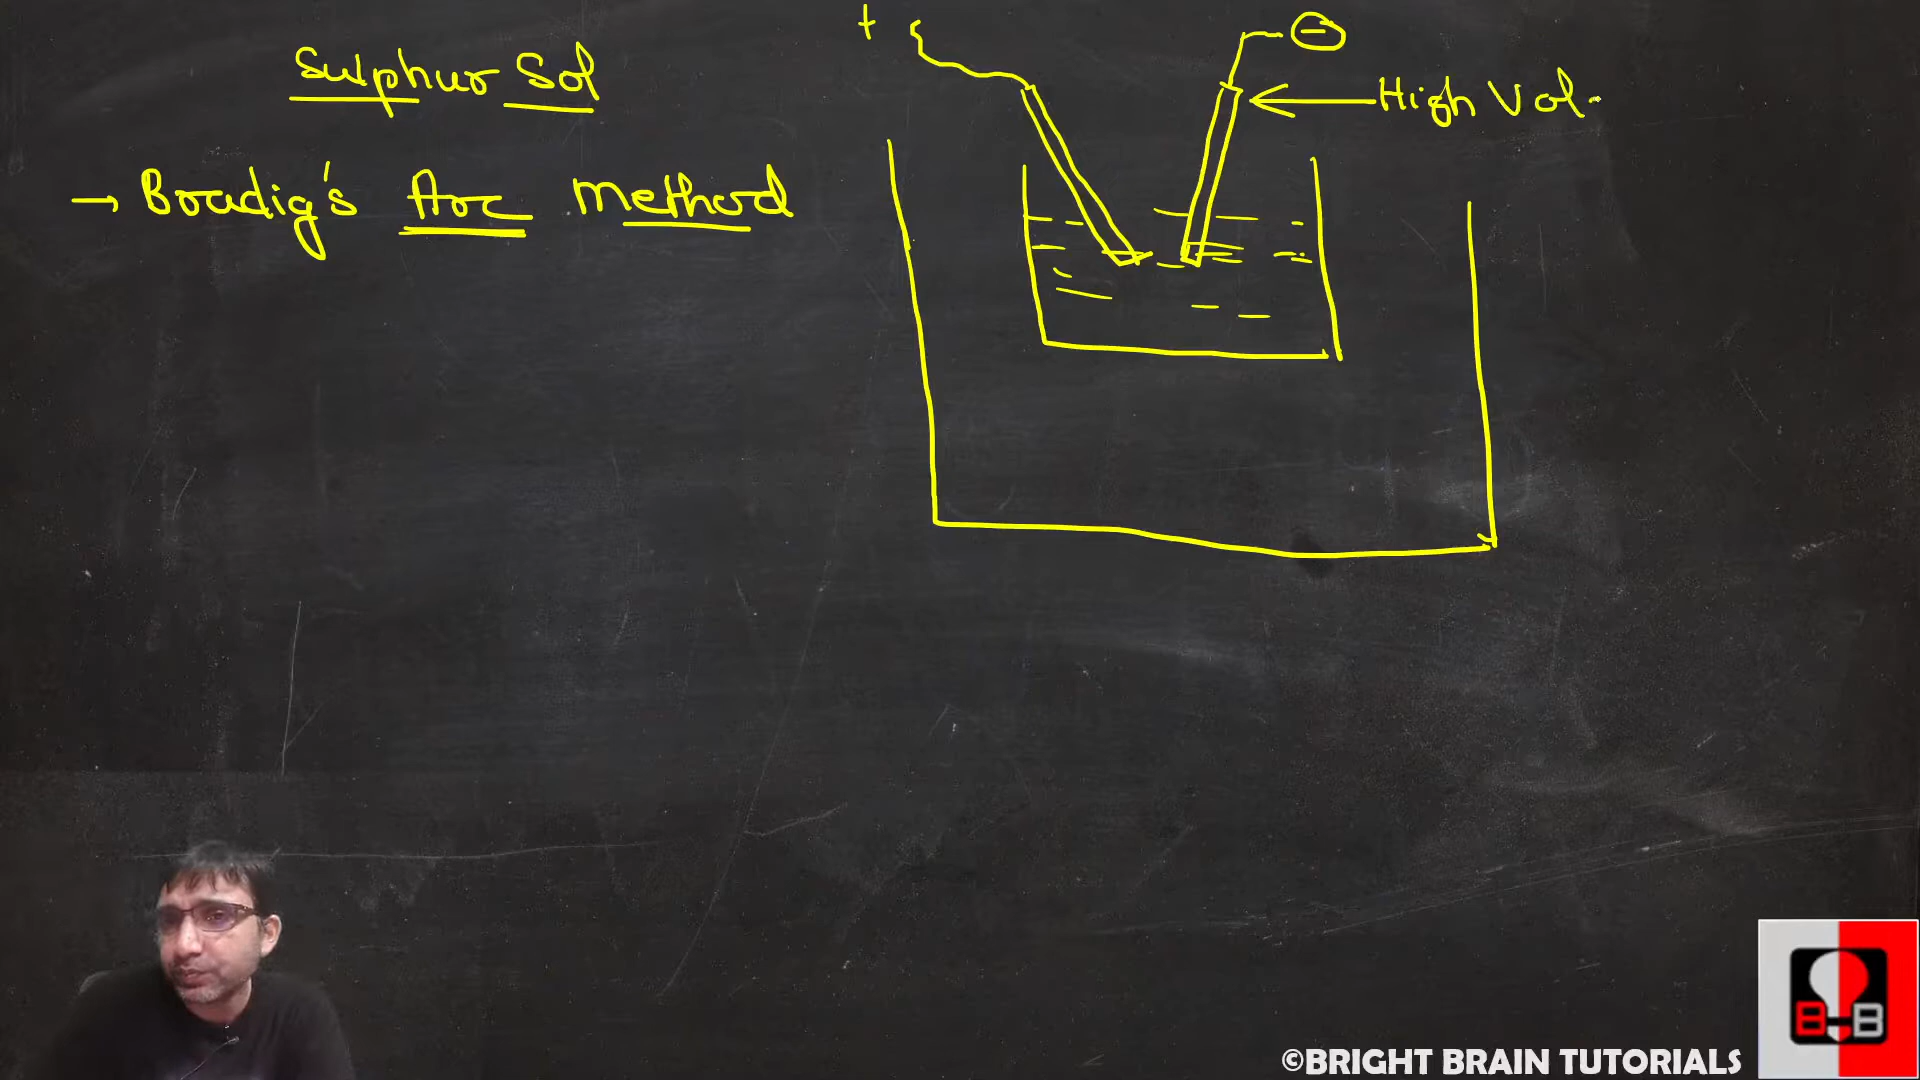 +
−
Sulphur Sol
High Vol.
→ Bradig's Arc Method
B B
©BRIGHT BRAIN TUTORIALS